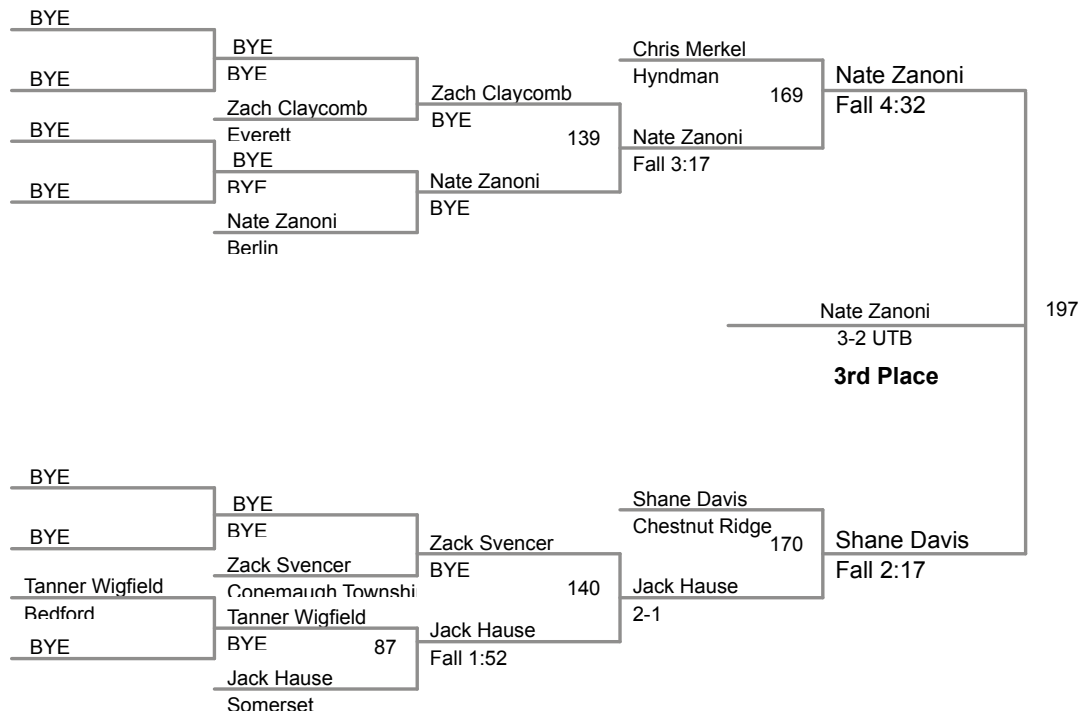 BYE
BYE
BYE
BYE
BYE
BYE
Zach Claycomb
Everett
BYE
BYE
Nate Zanoni
Berlin
Zach Claycomb
BYE
139
Nate Zanoni
BYE
Chris Merkel
Hyndman
169
Nate Zanoni
Fall 3:17
Nate Zanoni
Fall 4:32
Nate Zanoni
197
3-2 UTB
3rd Place
BYE
BYE
Tanner Wigfield
Bedford
BYE
BYE
BYE
Zack Svencer
Conemaugh Townshi
Tanner Wigfield
BYE
87
Jack Hause
Somerset
Zack Svencer
BYE
140
Jack Hause
Fall 1:52
Shane Davis
Chestnut Ridge
170
Jack Hause
2-1
Shane Davis
Fall 2:17